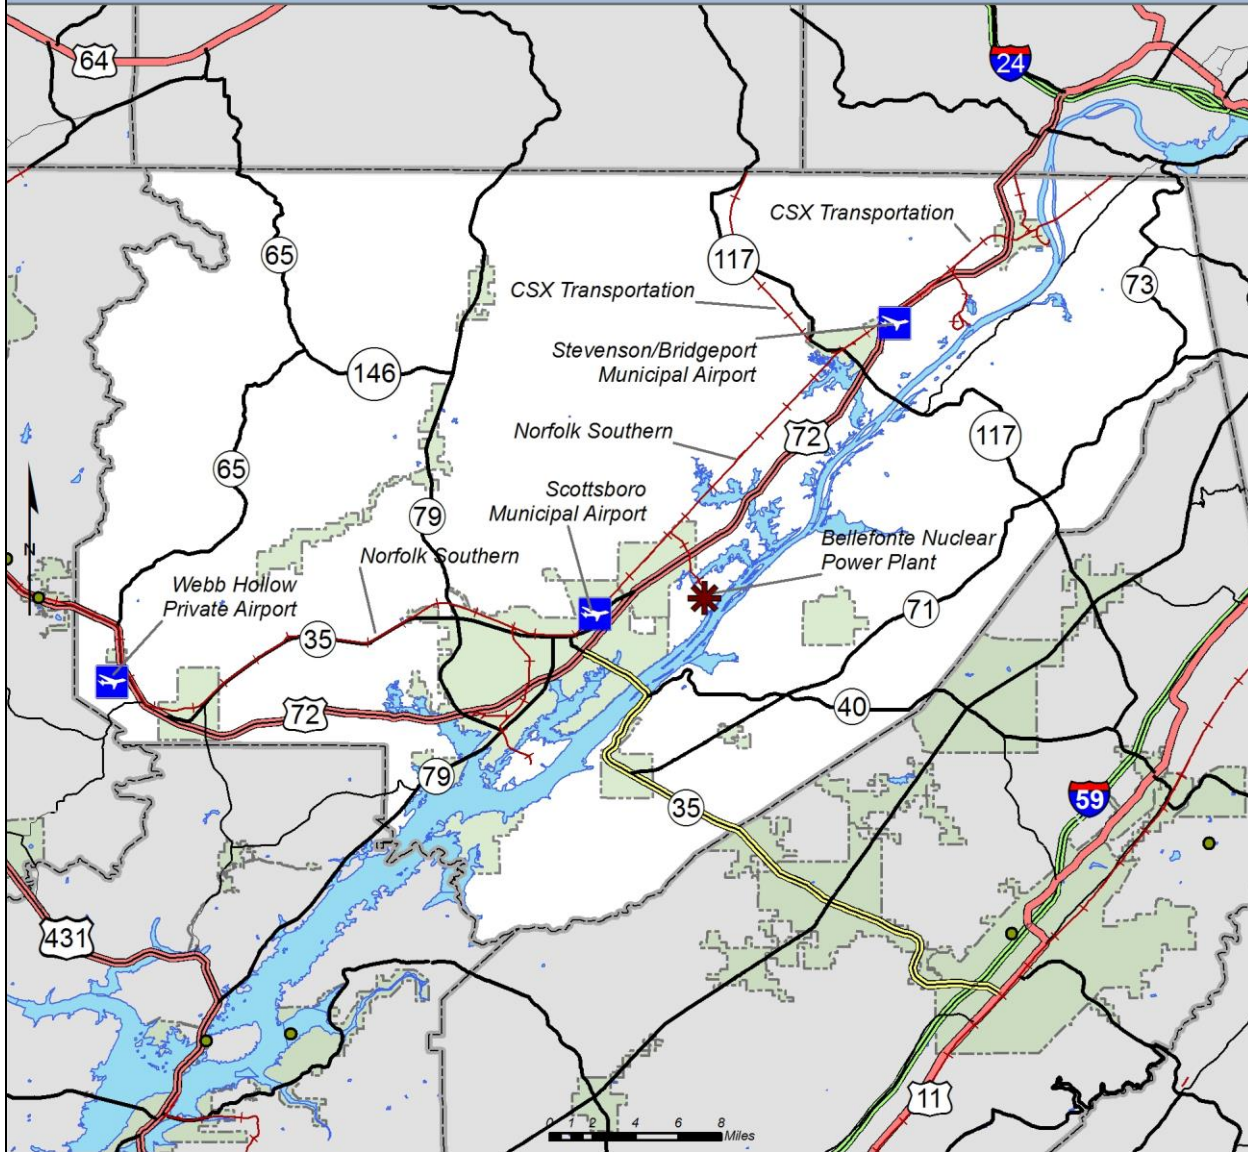 64
24
65
CSX Transportation
117
73
CSX Transportation
Stevenson/Bridgeport
Municipal Airport
146
Norfolk Southern
72
117
65
Scottsboro
Municipal Airport
79
Bellefonte Nuclear
Power Plant
N
Norfolk Southern
Webb Hollow
Private Airport
71
35
40
72
79
59
35
431
11
0 1 2 4 6 8
Miles